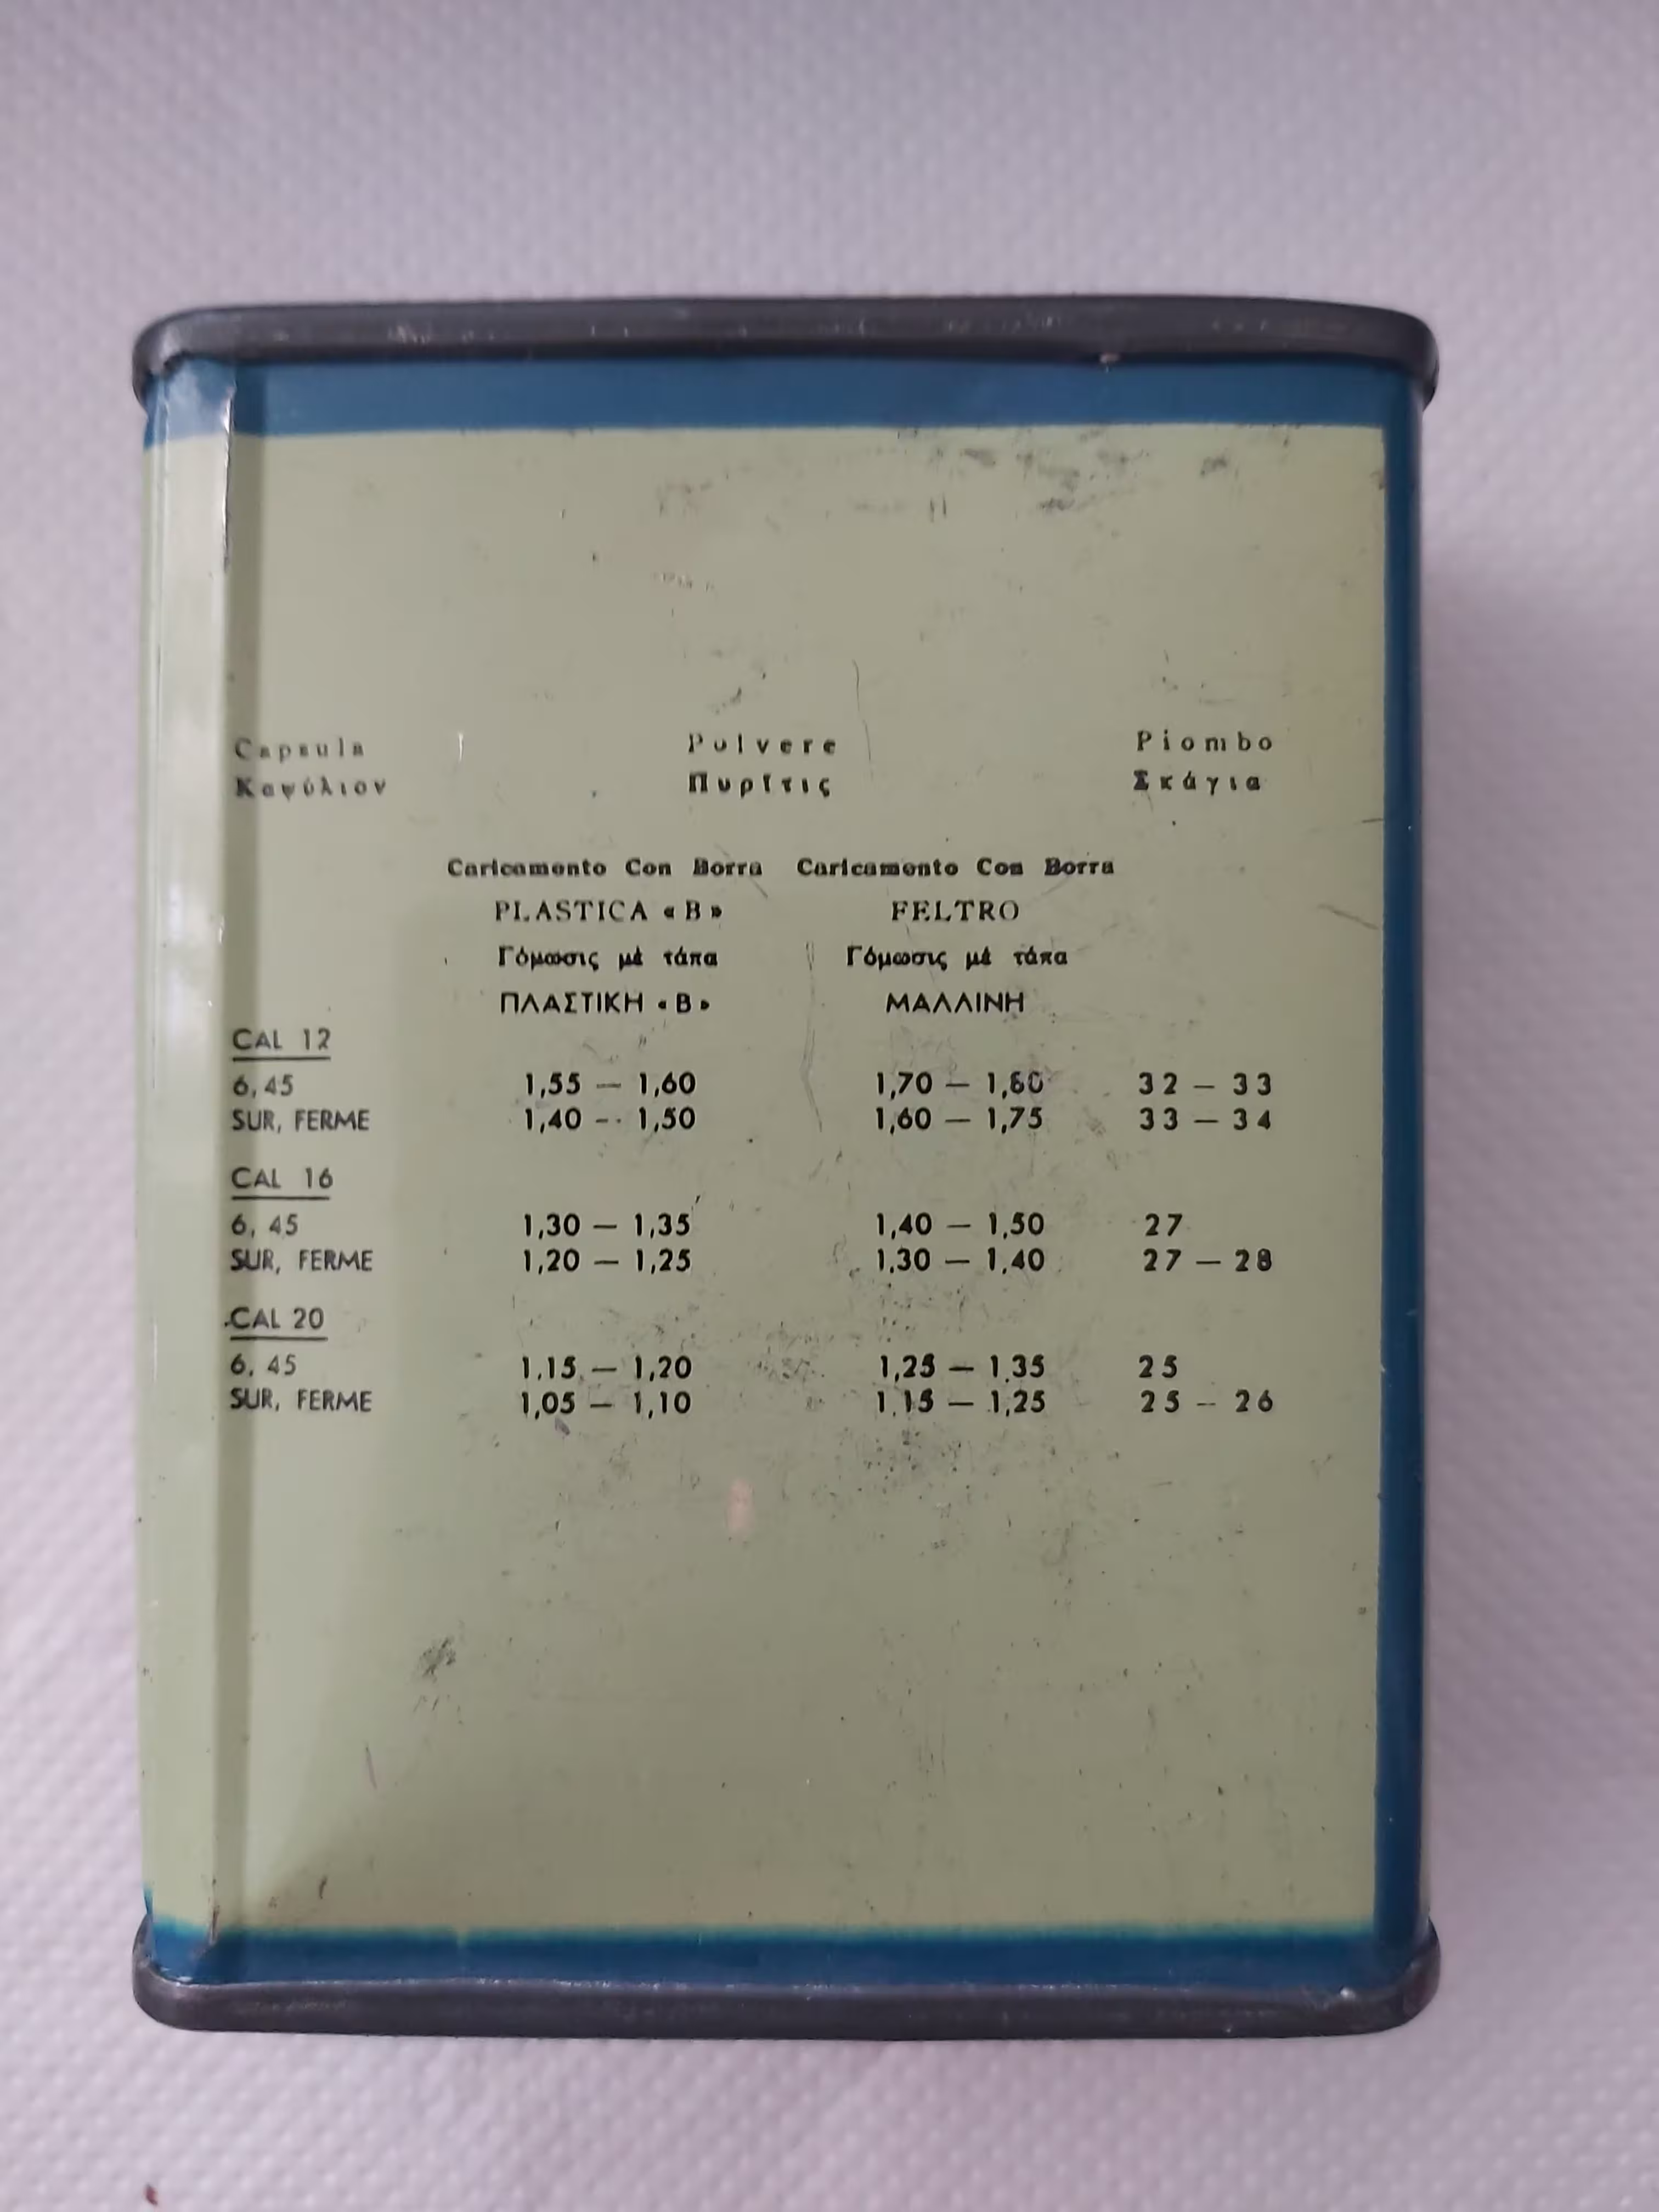 Capsula Polvere Piombo
Καψύλιον Πυρῖτις Σκάγια
Caricamento Con Borra Caricamento Con Borra
PLASTICA « B » FELTRO
Γόμωσις μὲ τάπα Γόμωσις μὲ τάπα
ΠΛΑΣΤΙΚΗ « Β » ΜΑΛΛΙΝΗ
CAL 12
6,45 1,55 — 1,60 1,70 — 1,80 32 — 33
SUR, FERME 1,40 — 1,50 1,60 — 1,75 33 — 34
CAL 16
6, 45 1,30 — 1,35 1,40 — 1,50 27
SUR, FERME 1,20 — 1,25 1,30 — 1,40 27 — 28
CAL 20
6, 45 1,15 — 1,20 1,25 — 1,35 25
SUR, FERME 1,05 — 1,10 1,15 — 1,25 25 — 26